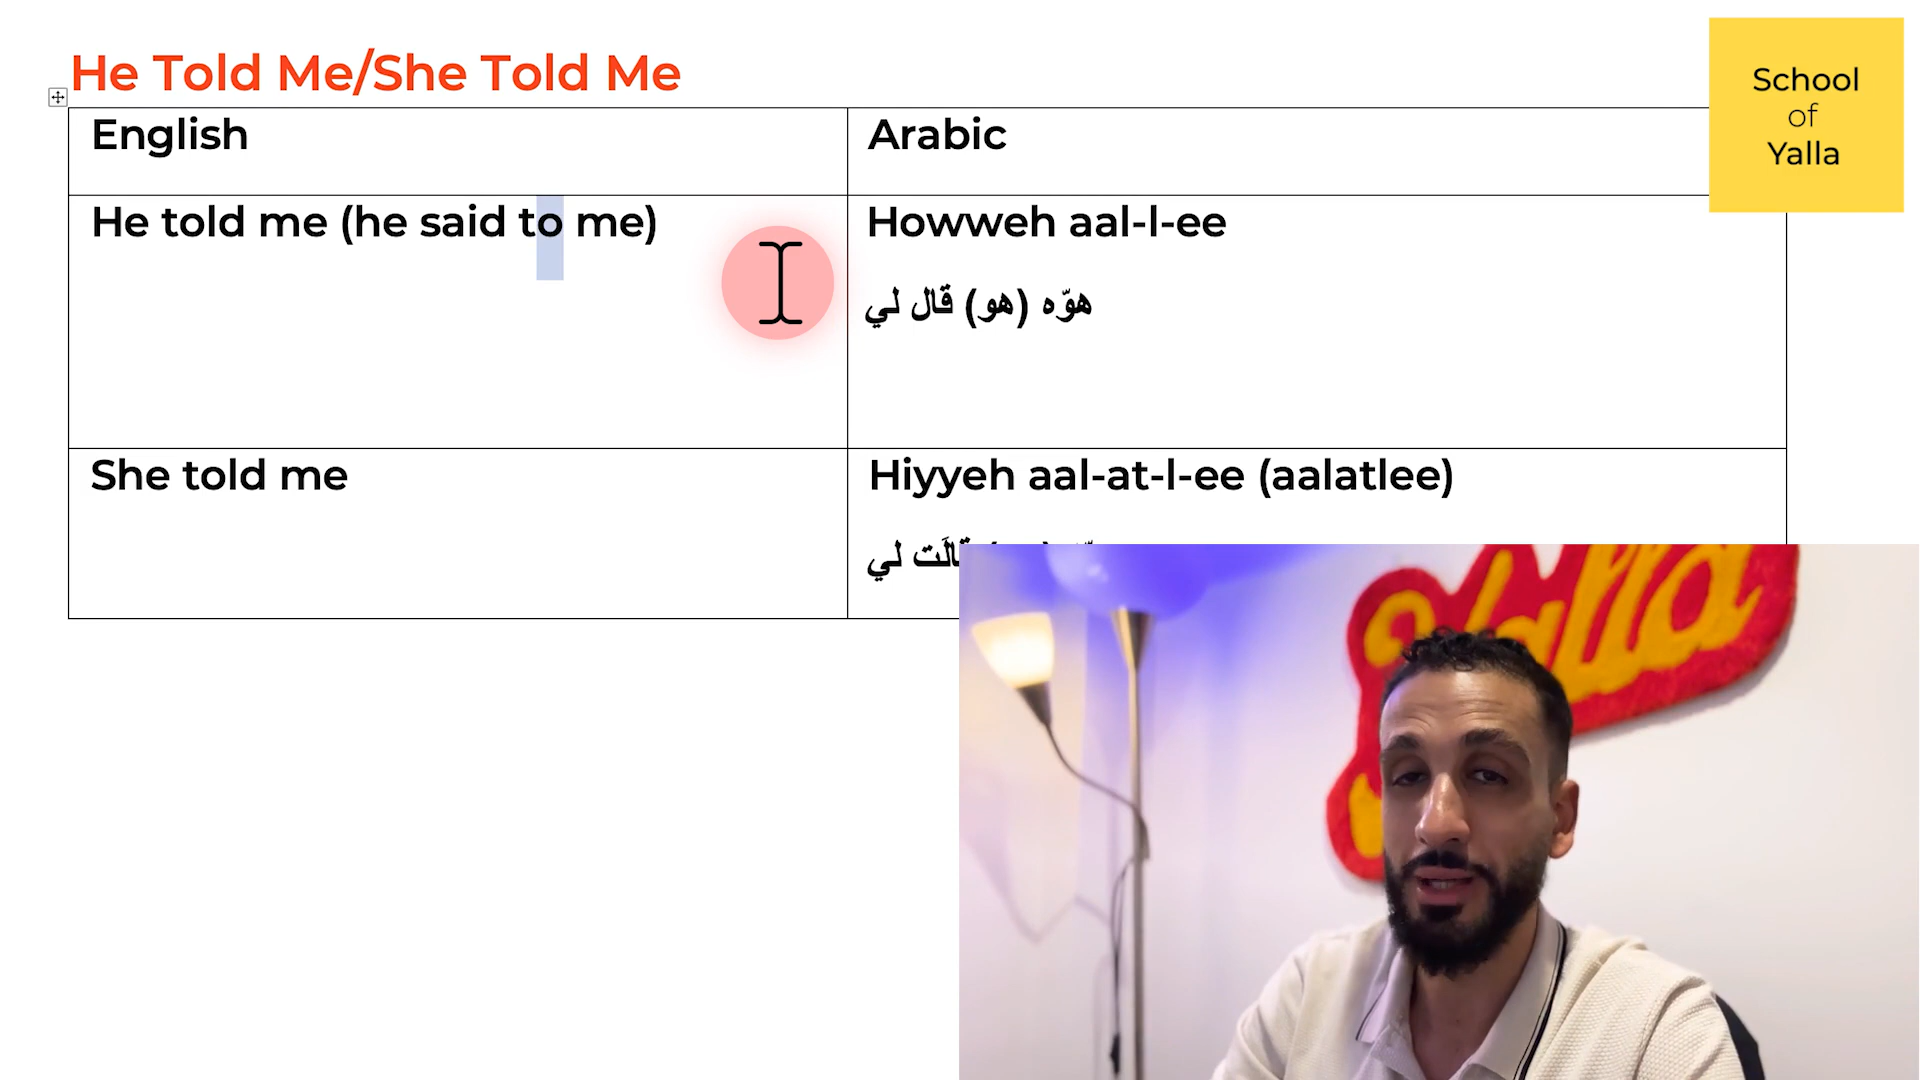 He Told Me/She Told Me
School
of
Yalla
English
Arabic
He told me (he said to me)
Howweh aal-l-ee
هوّه (هو) قال لي
She told me
Hiyyeh aal-at-l-ee (aalatlee)
قالَت لي
Yalla